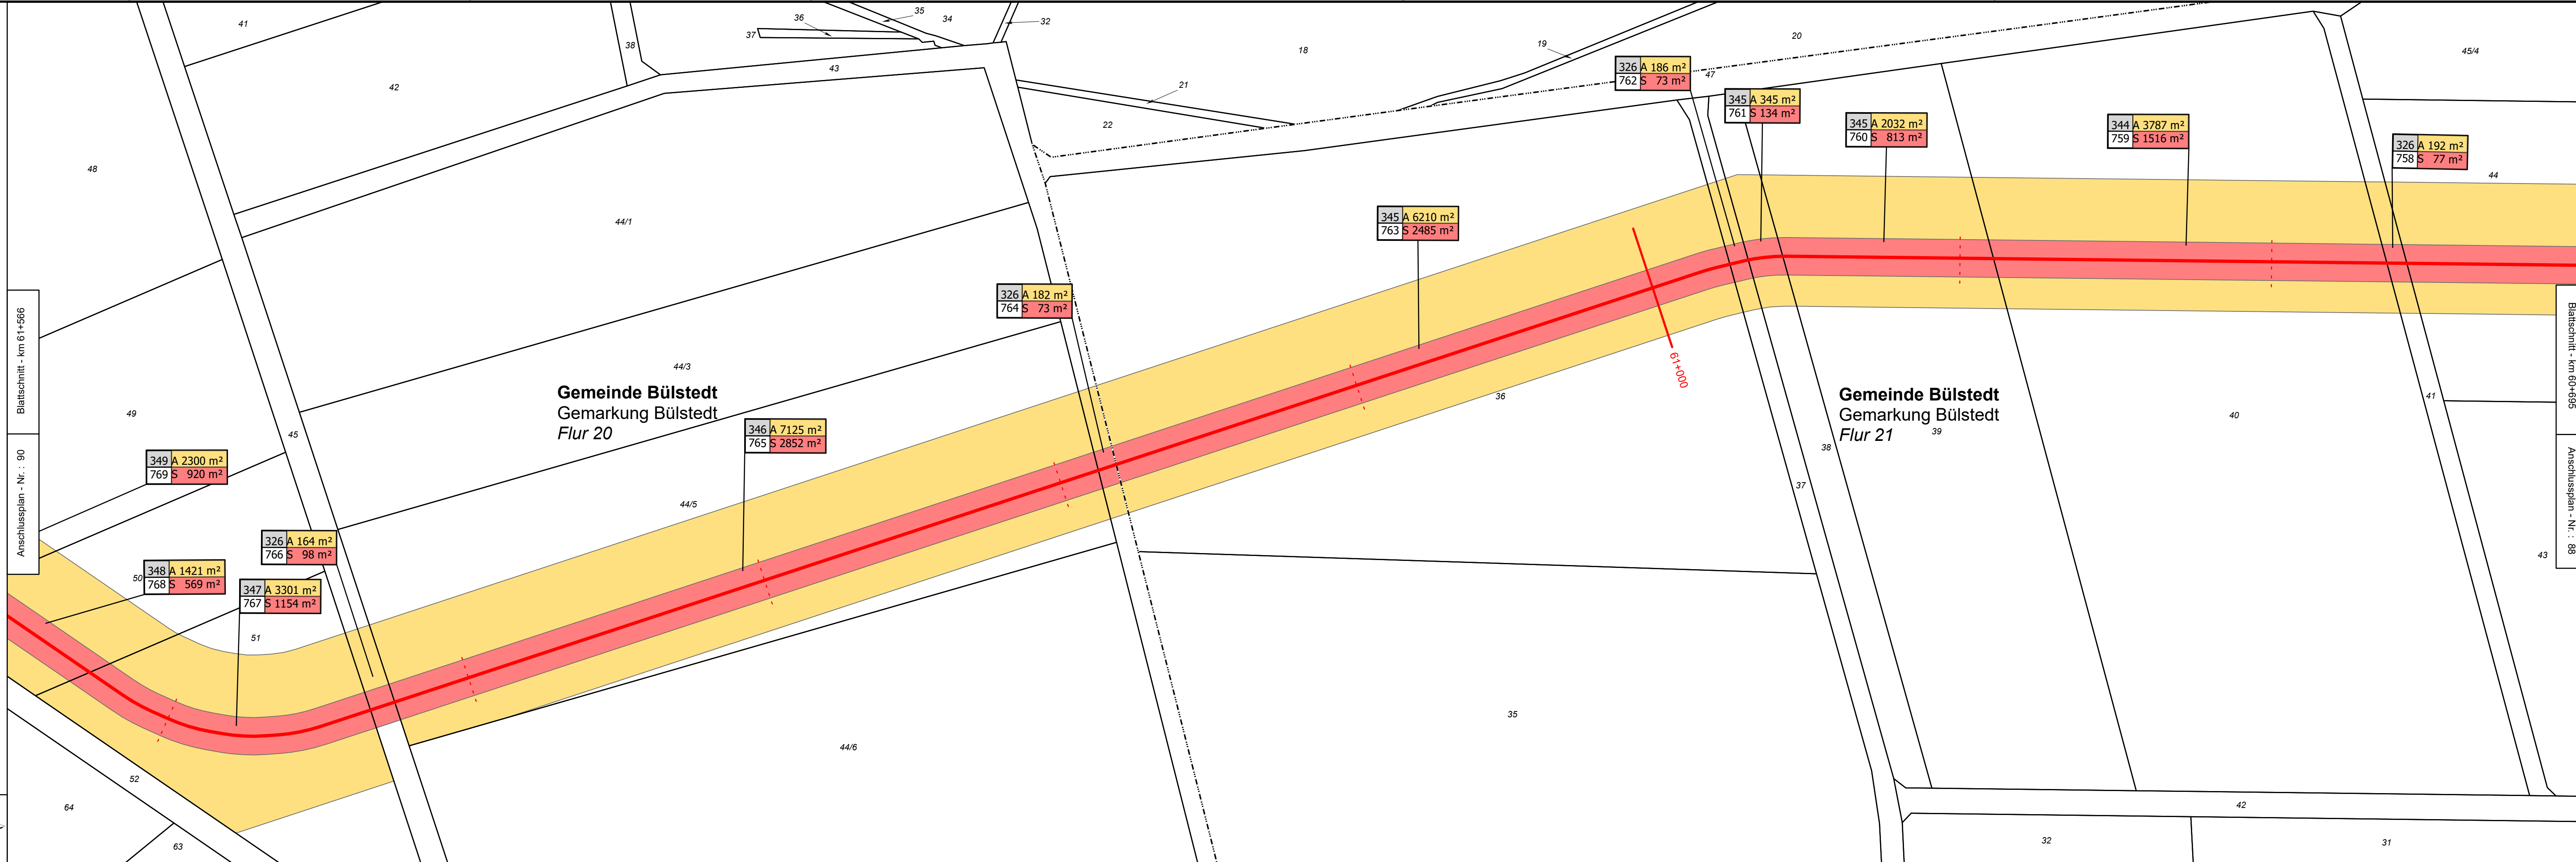 41
36
35
34
32
37
38
43
42
48
18
19
20
21
22
47
45/4
44
326 A 186 m²
762 S 73 m²
345 A 345 m²
761 S 134 m²
345 A 2032 m²
760 S 813 m²
344 A 3787 m²
759 S 1516 m²
326 A 192 m²
758 S 77 m²
44/1
345 A 6210 m²
763 S 2485 m²
326 A 182 m²
764 S 73 m²
Blattschnitt - km 61+566
Anschlussplan - Nr. : 90
Blattschnitt - km 60+695
Anschlussplan - Nr. : 88
61+000
44/3
Gemeinde Bülstedt
Gemarkung Bülstedt
Flur 20
Gemeinde Bülstedt
Gemarkung Bülstedt
Flur 21
39
36
40
41
49
45
38
37
346 A 7125 m²
765 S 2852 m²
349 A 2300 m²
769 S 920 m²
44/5
326 A 164 m²
766 S 98 m²
50
348 A 1421 m²
768 S 569 m²
347 A 3301 m²
767 S 1154 m²
43
51
35
44/6
52
64
63
42
32
31